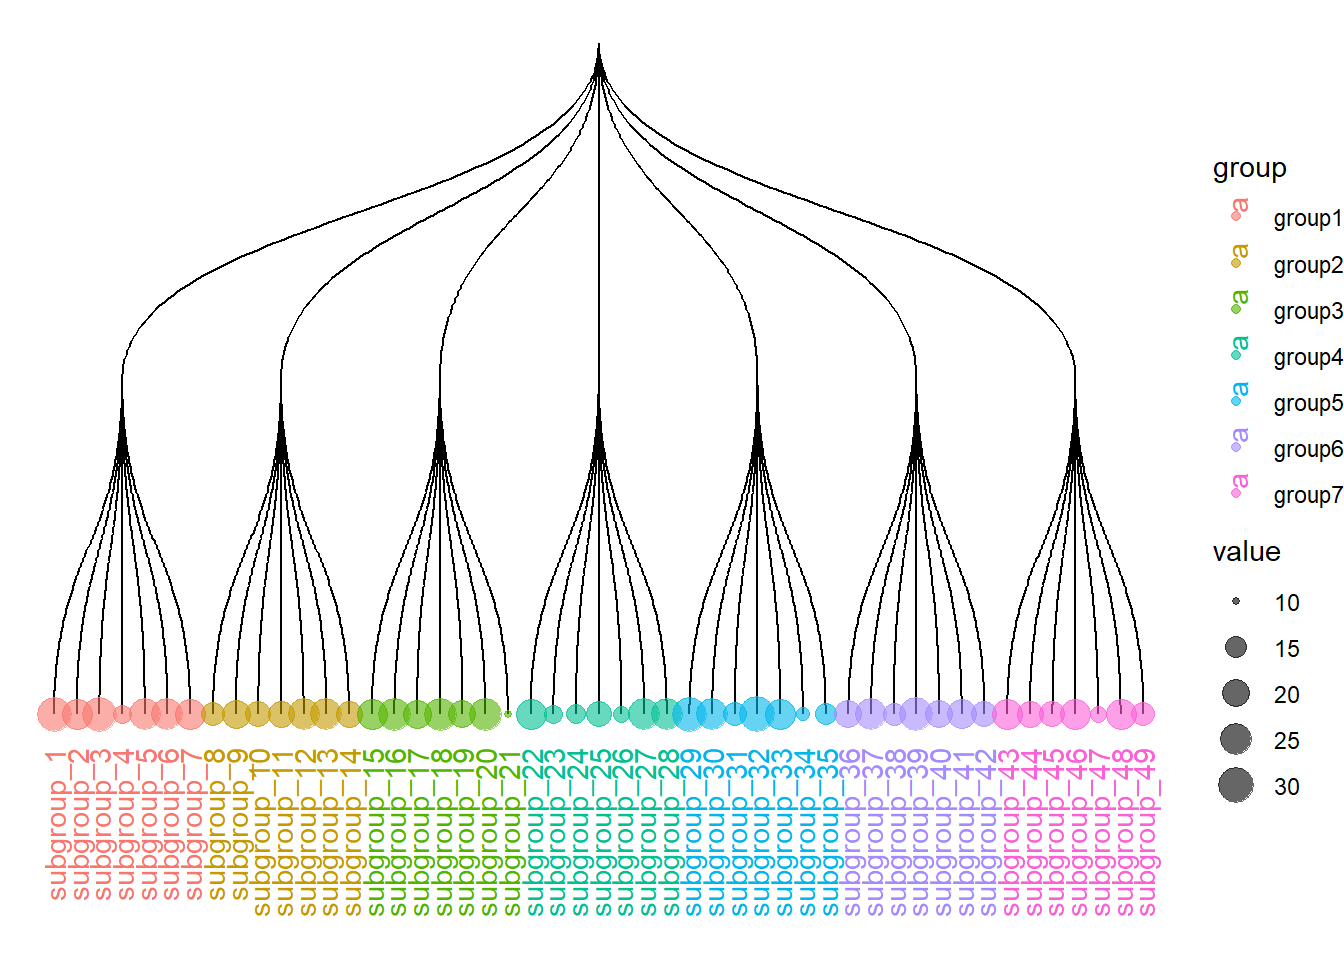 group
a group1
a group2
a group3
a group4
a group5
a group6
a group7
value
10
15
20
25
30
subgroup_1
subgroup_2
subgroup_3
subgroup_4
subgroup_5
subgroup_6
subgroup_7
subgroup_8
subgroup_9
subgroup_10
subgroup_11
subgroup_12
subgroup_13
subgroup_14
subgroup_15
subgroup_16
subgroup_17
subgroup_18
subgroup_19
subgroup_20
subgroup_21
subgroup_22
subgroup_23
subgroup_24
subgroup_25
subgroup_26
subgroup_27
subgroup_28
subgroup_29
subgroup_30
subgroup_31
subgroup_32
subgroup_33
subgroup_34
subgroup_35
subgroup_36
subgroup_37
subgroup_38
subgroup_39
subgroup_40
subgroup_41
subgroup_42
subgroup_43
subgroup_44
subgroup_45
subgroup_46
subgroup_47
subgroup_48
subgroup_49